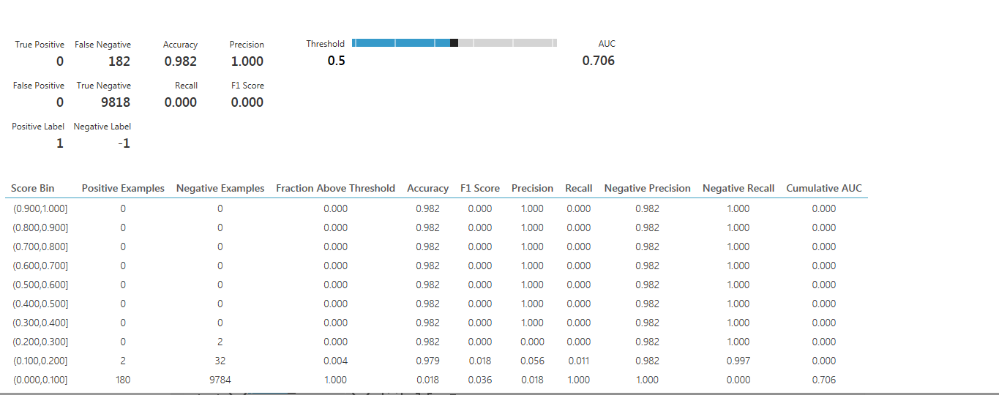 True Positive False Negative Accuracy Precision Threshold AUC
0 182 0.982 1.000 0.5 0.706
False Positive True Negative Recall F1 Score
0 9818 0.000 0.000
Positive Label Negative Label
1 -1
Score Bin Positive Examples Negative Examples Fraction Above Threshold Accuracy F1 Score Precision Recall Negative Precision Negative Recall Cumulative AUC
(0.900,1.000] 0 0 0.000 0.982 0.000 1.000 0.000 0.982 1.000 0.000
(0.800,0.900] 0 0 0.000 0.982 0.000 1.000 0.000 0.982 1.000 0.000
(0.700,0.800] 0 0 0.000 0.982 0.000 1.000 0.000 0.982 1.000 0.000
(0.600,0.700] 0 0 0.000 0.982 0.000 1.000 0.000 0.982 1.000 0.000
(0.500,0.600] 0 0 0.000 0.982 0.000 1.000 0.000 0.982 1.000 0.000
(0.400,0.500] 0 0 0.000 0.982 0.000 1.000 0.000 0.982 1.000 0.000
(0.300,0.400] 0 0 0.000 0.982 0.000 1.000 0.000 0.982 1.000 0.000
(0.200,0.300] 0 2 0.000 0.982 0.000 0.000 0.000 0.982 1.000 0.000
(0.100,0.200] 2 32 0.004 0.979 0.018 0.056 0.011 0.982 0.997 0.000
(0.000,0.100] 180 9784 1.000 0.018 0.036 0.018 1.000 1.000 0.000 0.706